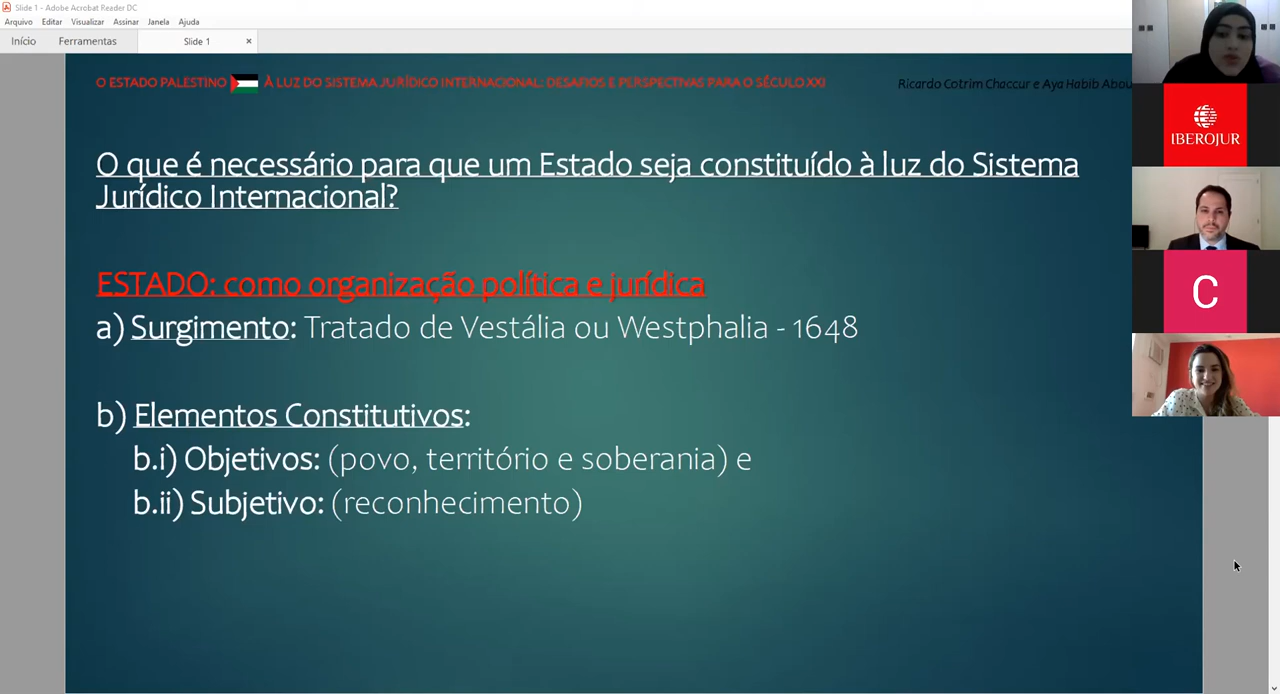 Slide 1 - Adobe Acrobat Reader DC
Arquivo Editar Visualizar Assinar Janela Ajuda
Início Ferramentas Slide 1 ×
O ESTADO PALESTINO À LUZ DO SISTEMA JURÍDICO INTERNACIONAL: DESAFIOS E PERSPECTIVAS PARA O SÉCULO XXI Ricardo Cotrim Chaccur e Aya Habib Abou
O que é necessário para que um Estado seja constituído à luz do Sistema
Jurídico Internacional?
ESTADO: como organização política e jurídica
a) Surgimento: Tratado de Vestália ou Westphalia - 1648
b) Elementos Constitutivos:
b.i) Objetivos: (povo, território e soberania) e
b.ii) Subjetivo: (reconhecimento)
IBEROJUR
C